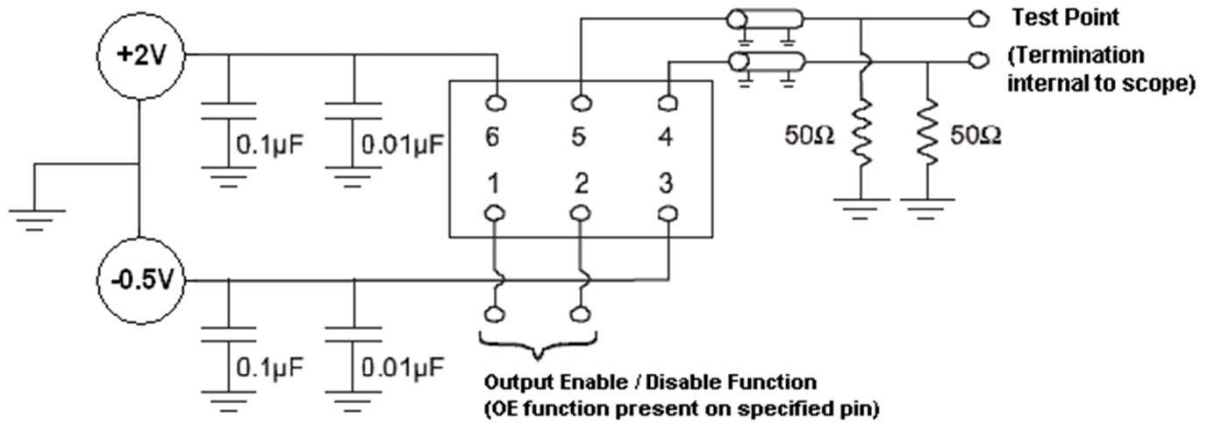 Test Point
(Termination
internal to scope)
+2V
0.1µF
0.01µF
6
5
4
50Ω
50Ω
1
2
3
-0.5V
0.1µF
0.01µF
Output Enable / Disable Function
(OE function present on specified pin)